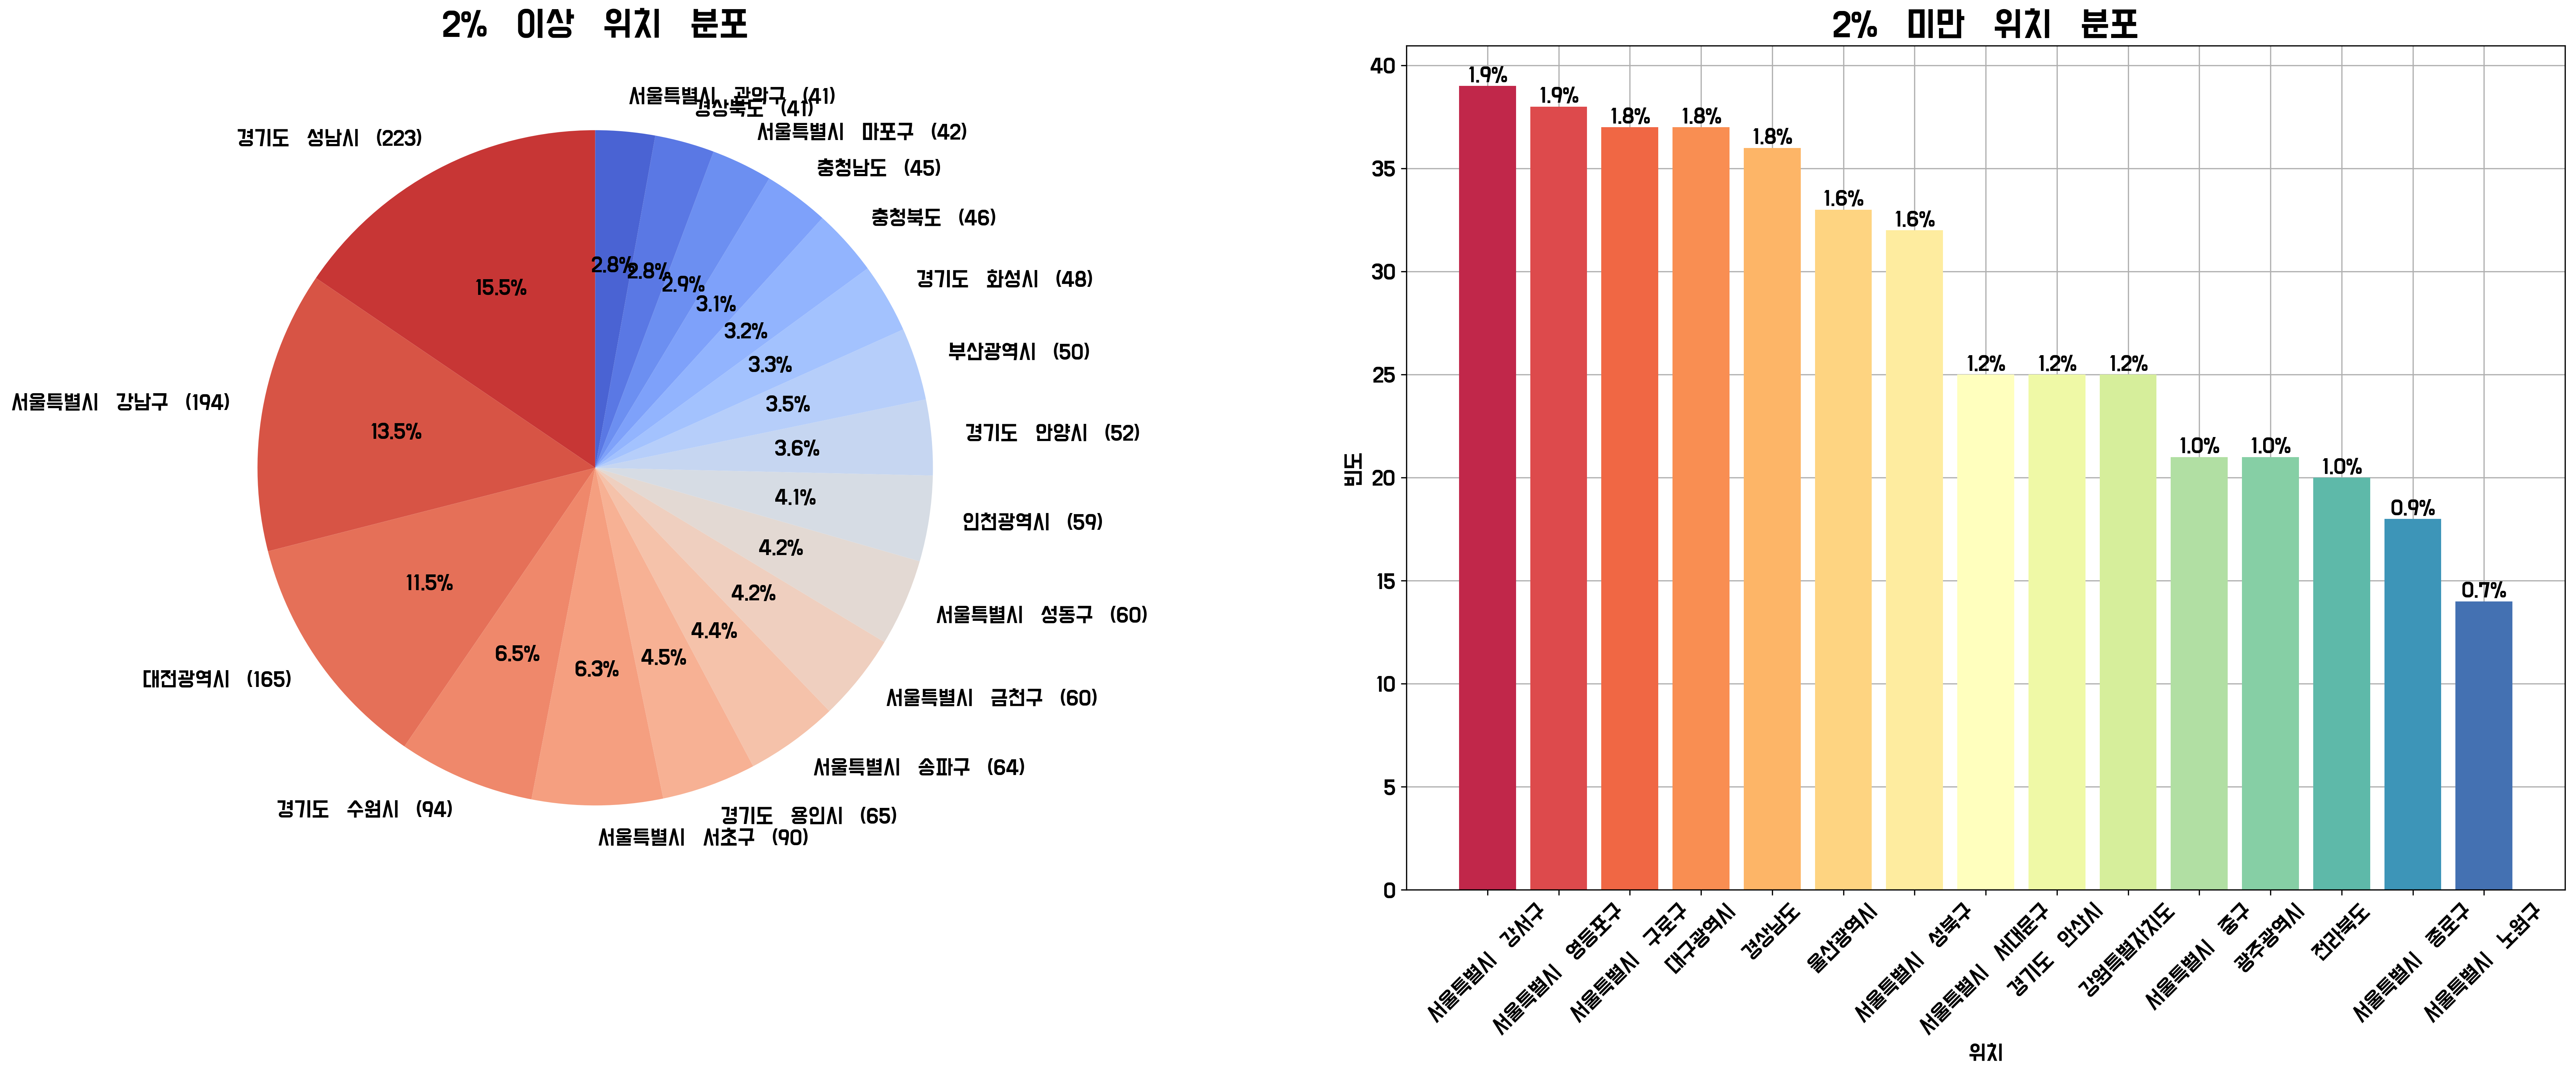 2% 이상 위치 분포
서울특별시 관악구 (41)
경상북도 (41)
서울특별시 마포구 (42)
충청남도 (45)
충청북도 (46)
경기도 화성시 (48)
부산광역시 (50)
경기도 안양시 (52)
인천광역시 (59)
서울특별시 성동구 (60)
서울특별시 금천구 (60)
서울특별시 송파구 (64)
경기도 용인시 (65)
서울특별시 서초구 (90)
경기도 수원시 (94)
대전광역시 (165)
서울특별시 강남구 (194)
경기도 성남시 (223)
2.8%
2.8%
2.9%
3.1%
3.2%
3.3%
3.5%
3.6%
4.1%
4.2%
4.2%
4.4%
4.5%
6.3%
6.5%
11.5%
13.5%
15.5%
2% 미만 위치 분포
빈도
40
35
30
25
20
15
10
5
0
1.9%
1.9%
1.8%
1.8%
1.8%
1.6%
1.6%
1.2%
1.2%
1.2%
1.0%
1.0%
1.0%
0.9%
0.7%
서울특별시 강서구
서울특별시 영등포구
서울특별시 구로구
대구광역시
경상남도
울산광역시
서울특별시 성북구
서울특별시 서대문구
경기도 안산시
강원특별자치도
서울특별시 중구
광주광역시
전라북도
서울특별시 종로구
서울특별시 노원구
위치